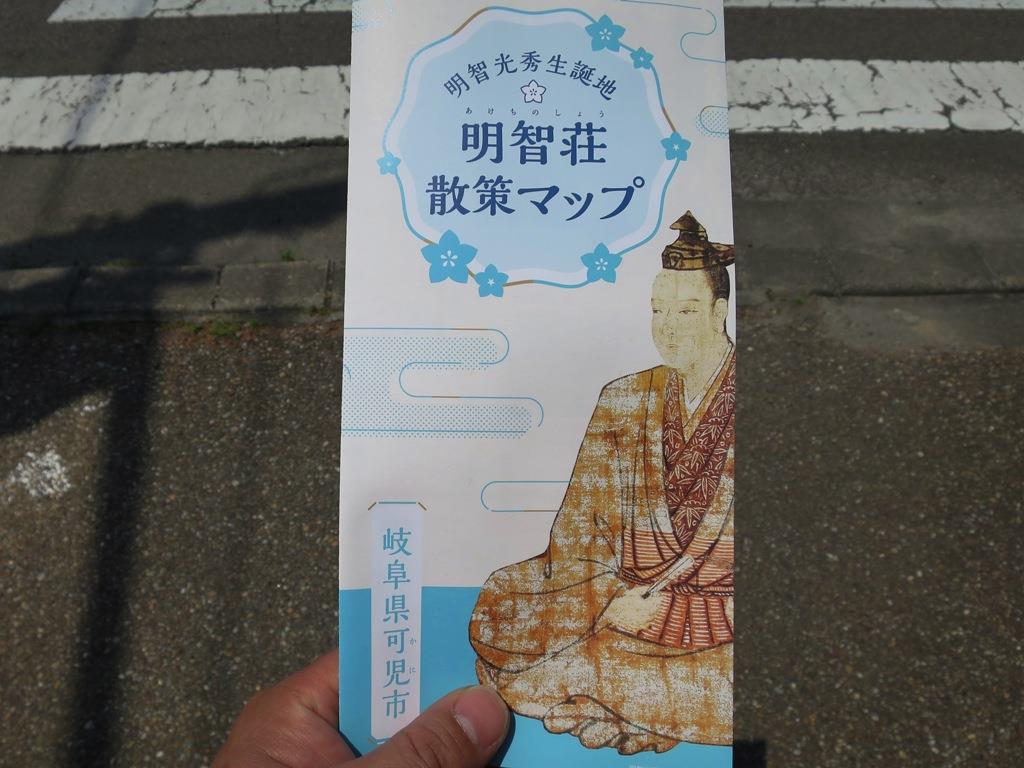 明智光秀生誕地
あけちのしょう
明智荘
散策マップ
岐阜県可児市
かに